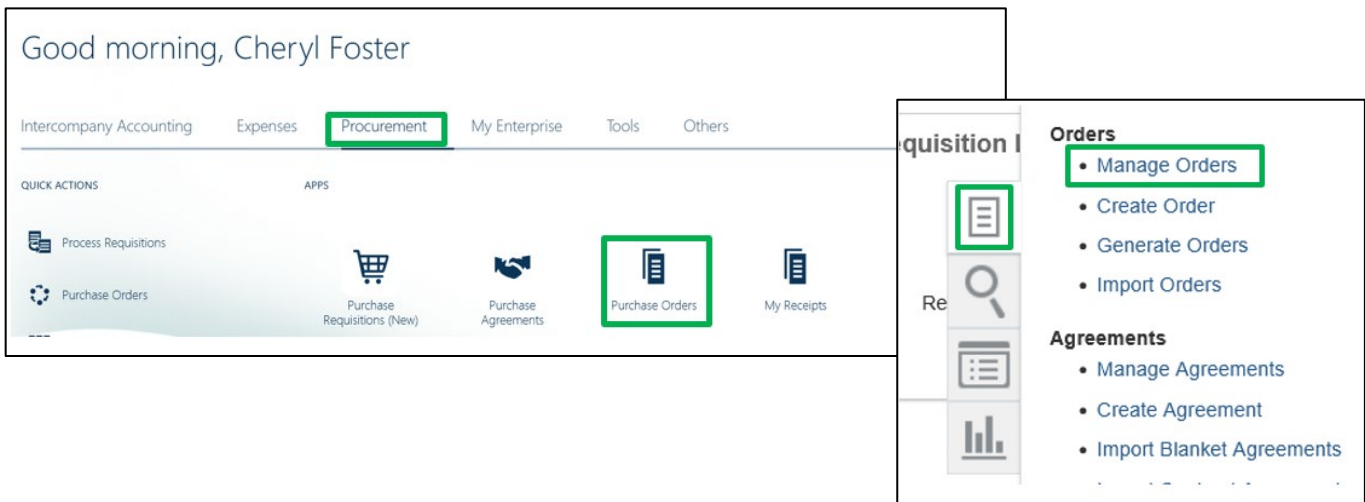 Good morning, Cheryl Foster
Intercompany Accounting Expenses Procurement My Enterprise Tools Others
QUICK ACTIONS APPS
Process Requisitions
Purchase Orders
Purchase Requisitions (New)
Purchase Agreements
Purchase Orders
My Receipts
quisition
Re
Orders
• Manage Orders
• Create Order
• Generate Orders
• Import Orders
Agreements
• Manage Agreements
• Create Agreement
• Import Blanket Agreements